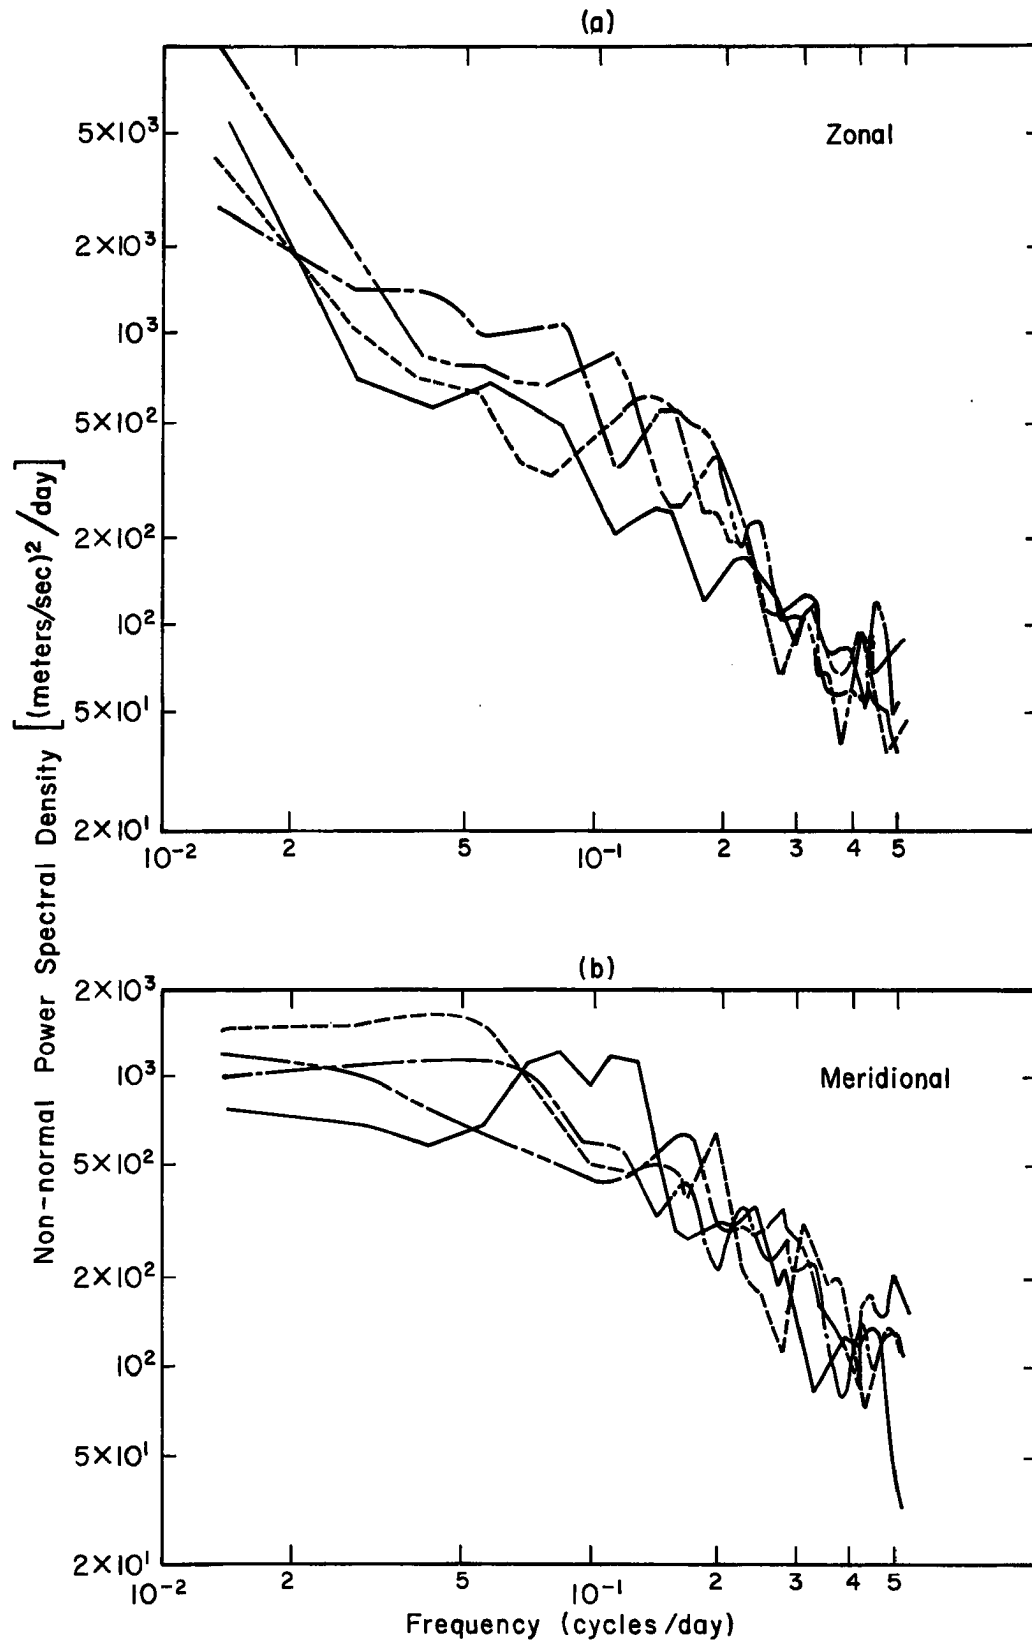 (a)
Zonal
5×10³
2×10³
10³
5×10²
2×10²
10²
5×10¹
2×10¹
10⁻² 2 5 10⁻¹ 2 3 4 5
Non-normal Power Spectral Density [(meters/sec)²/day]
(b)
Meridional
2×10³
10³
5×10²
2×10²
10²
5×10¹
2×10¹
10⁻² 2 5 10⁻¹ 2 3 4 5
Frequency (cycles/day)